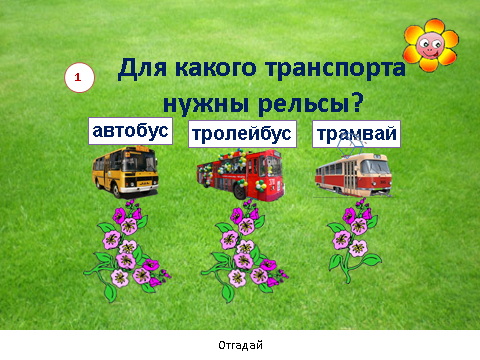 1
Для какого транспорта
нужны рельсы?
автобус
тролейбус
трамвай
Отгадай